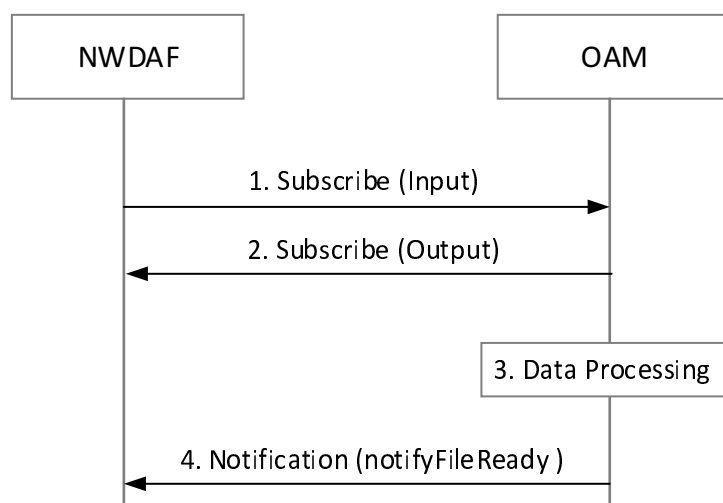 NWDAF
OAM
1. Subscribe (Input)
2. Subscribe (Output)
3. Data Processing
4. Notification (notifyFileReady )